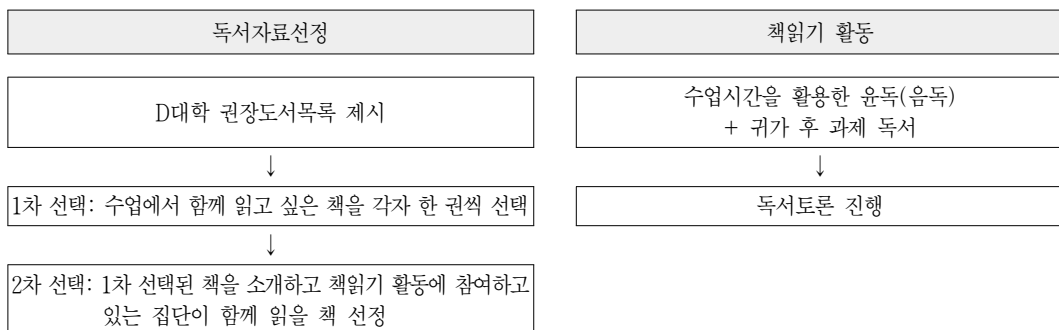 독서자료선정
D대학 권장도서목록 제시
↓
1차 선택: 수업에서 함께 읽고 싶은 책을 각자 한 권씩 선택
↓
2차 선택: 1차 선택된 책을 소개하고 책읽기 활동에 참여하고
있는 집단이 함께 읽을 책 선정
책읽기 활동
수업시간을 활용한 윤독(음독)
+ 귀가 후 과제 독서
↓
독서토론 진행